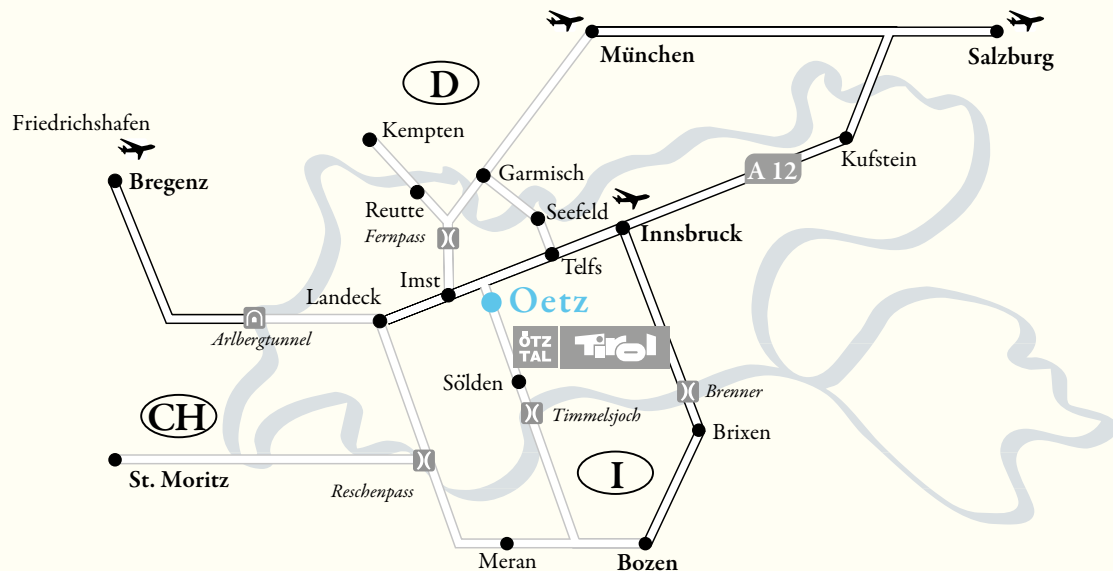 München
Salzburg
D
Friedrichshafen
Kempten
Bregenz
Garmisch
A 12
Kufstein
Reutte
Seefeld
Fernpass
Innsbruck
Telfs
Imst
Landeck
Oetz
Arlbergtunnel
ÖTZ
TAL
Tirol
Sölden
Brenner
CH
Timmelsjoch
Brixen
St. Moritz
I
Reschenpass
Meran
Bozen